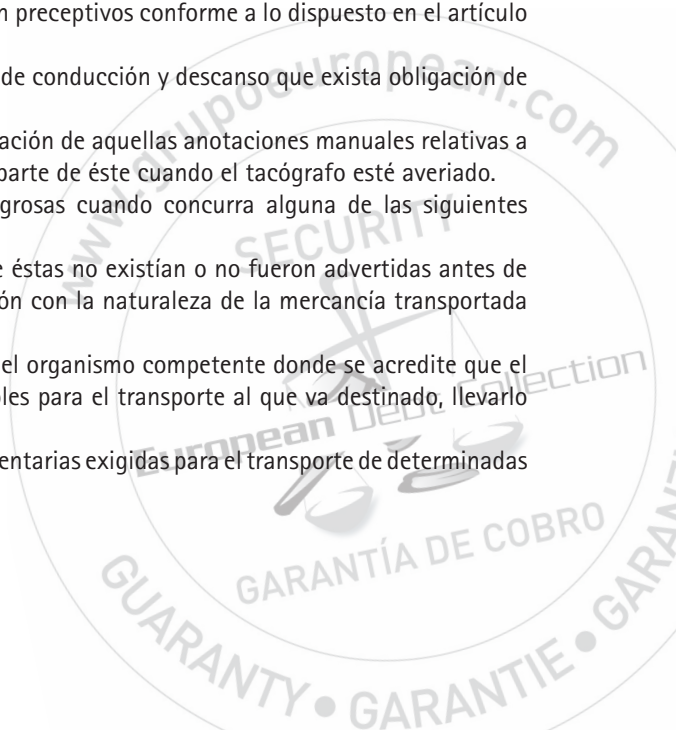 n preceptivos conforme a lo dispuesto en el artículo
de conducción y descanso que exista obligación de
ación de aquellas anotaciones manuales relativas a
parte de éste cuando el tacógrafo esté averiado.
grosas cuando concurra alguna de las siguientes
e éstas no existían o no fueron advertidas antes de
ón con la naturaleza de la mercancía transportada
el organismo competente donde se acredite que el
les para el transporte al que va destinado, llevarlo
entarias exigidas para el transporte de determinadas
www.grupoeuropean.com
SECURITY
European Debt Collection
GARANTÍA DE COBRO
GUARANTY • GARANTIE • GARANT